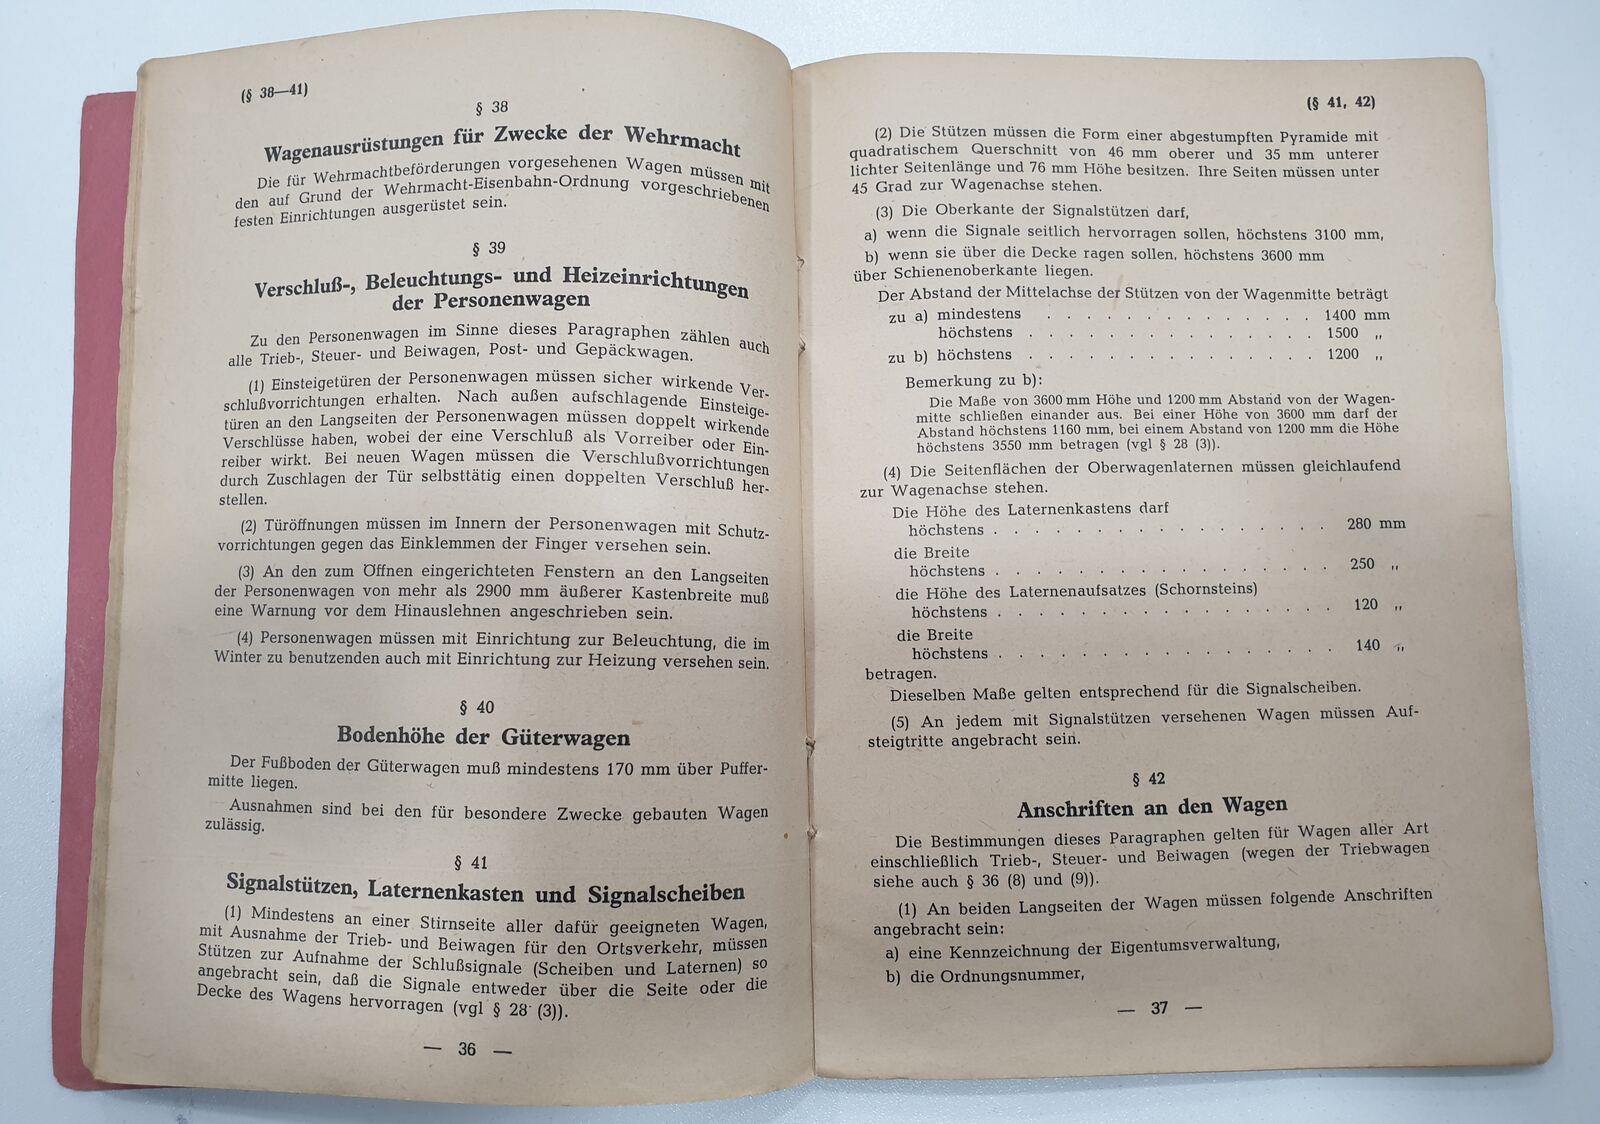 (§ 38—41)
§ 38
Wagenausrüstungen für Zwecke der Wehrmacht
Die für Wehrmachtbeförderungen vorgesehenen Wagen müssen mit
den auf Grund der Wehrmacht-Eisenbahn-Ordnung vorgeschriebenen
festen Einrichtungen ausgerüstet sein.
§ 39
Verschluß-, Beleuchtungs- und Heizeinrichtungen
der Personenwagen
Zu den Personenwagen im Sinne dieses Paragraphen zählen auch
alle Trieb-, Steuer- und Beiwagen, Post- und Gepäckwagen.
(1) Einsteigetüren der Personenwagen müssen sicher wirkende Ver-
schlußvorrichtungen erhalten. Nach außen aufschlagende Einsteige-
türen an den Langseiten der Personenwagen müssen doppelt wirkende
Verschlüsse haben, wobei der eine Verschluß als Vorreiber oder Ein-
reiber wirkt. Bei neuen Wagen müssen die Verschlußvorrichtungen
durch Zuschlagen der Tür selbsttätig einen doppelten Verschluß her-
stellen.
(2) Türöffnungen müssen im Innern der Personenwagen mit Schutz-
vorrichtungen gegen das Einklemmen der Finger versehen sein.
(3) An den zum Öffnen eingerichteten Fenstern an den Langseiten
der Personenwagen von mehr als 2900 mm äußerer Kastenbreite muß
eine Warnung vor dem Hinauslehnen angeschrieben sein.
(4) Personenwagen müssen mit Einrichtung zur Beleuchtung, die im
Winter zu benutzenden auch mit Einrichtung zur Heizung versehen sein.
§ 40
Bodenhöhe der Güterwagen
Der Fußboden der Güterwagen muß mindestens 170 mm über Puffer-
mitte liegen.
Ausnahmen sind bei den für besondere Zwecke gebauten Wagen
zulässig.
§ 41
Signalstützen, Laternenkasten und Signalscheiben
(1) Mindestens an einer Stirnseite aller dafür geeigneten Wagen,
mit Ausnahme der Trieb- und Beiwagen für den Ortsverkehr, müssen
Stützen zur Aufnahme der Schlußsignale (Scheiben und Laternen) so
angebracht sein, daß die Signale entweder über die Seite oder die
Decke des Wagens hervorragen (vgl § 28 (3)).
— 36 —
(§ 41, 42)
(2) Die Stützen müssen die Form einer abgestumpften Pyramide mit
quadratischem Querschnitt von 46 mm oberer und 35 mm unterer
lichter Seitenlänge und 76 mm Höhe besitzen. Ihre Seiten müssen unter
45 Grad zur Wagenachse stehen.
(3) Die Oberkante der Signalstützen darf,
a) wenn die Signale seitlich hervorragen sollen, höchstens 3100 mm,
b) wenn sie über die Decke ragen sollen, höchstens 3600 mm
über Schienenoberkante liegen.
Der Abstand der Mittelachse der Stützen von der Wagenmitte beträgt
zu a) mindestens . . . . . . . . . . . . . 1400 mm
höchstens . . . . . . . . . . . . . . 1500 „
zu b) höchstens . . . . . . . . . . . . . . 1200 „
Bemerkung zu b):
Die Maße von 3600 mm Höhe und 1200 mm Abstand von der Wagen-
mitte schließen einander aus. Bei einer Höhe von 3600 mm darf der
Abstand höchstens 1160 mm, bei einem Abstand von 1200 mm die Höhe
höchstens 3550 mm betragen (vgl § 28 (3)).
(4) Die Seitenflächen der Oberwagenlaternen müssen gleichlaufend
zur Wagenachse stehen.
Die Höhe des Laternenkastens darf
höchstens . . . . . . . . . . . . . . . . 280 mm
die Breite
höchstens . . . . . . . . . . . . . . . . 250 „
die Höhe des Laternenaufsatzes (Schornsteins)
höchstens . . . . . . . . . . . . . . . . 120 „
die Breite
höchstens . . . . . . . . . . . . . . . . 140 „
betragen.
Dieselben Maße gelten entsprechend für die Signalscheiben.
(5) An jedem mit Signalstützen versehenen Wagen müssen Auf-
steigtritte angebracht sein.
§ 42
Anschriften an den Wagen
Die Bestimmungen dieses Paragraphen gelten für Wagen aller Art
einschließlich Trieb-, Steuer- und Beiwagen (wegen der Triebwagen
siehe auch § 36 (8) und (9)).
(1) An beiden Langseiten der Wagen müssen folgende Anschriften
angebracht sein:
a) eine Kennzeichnung der Eigentumsverwaltung,
b) die Ordnungsnummer,
— 37 —